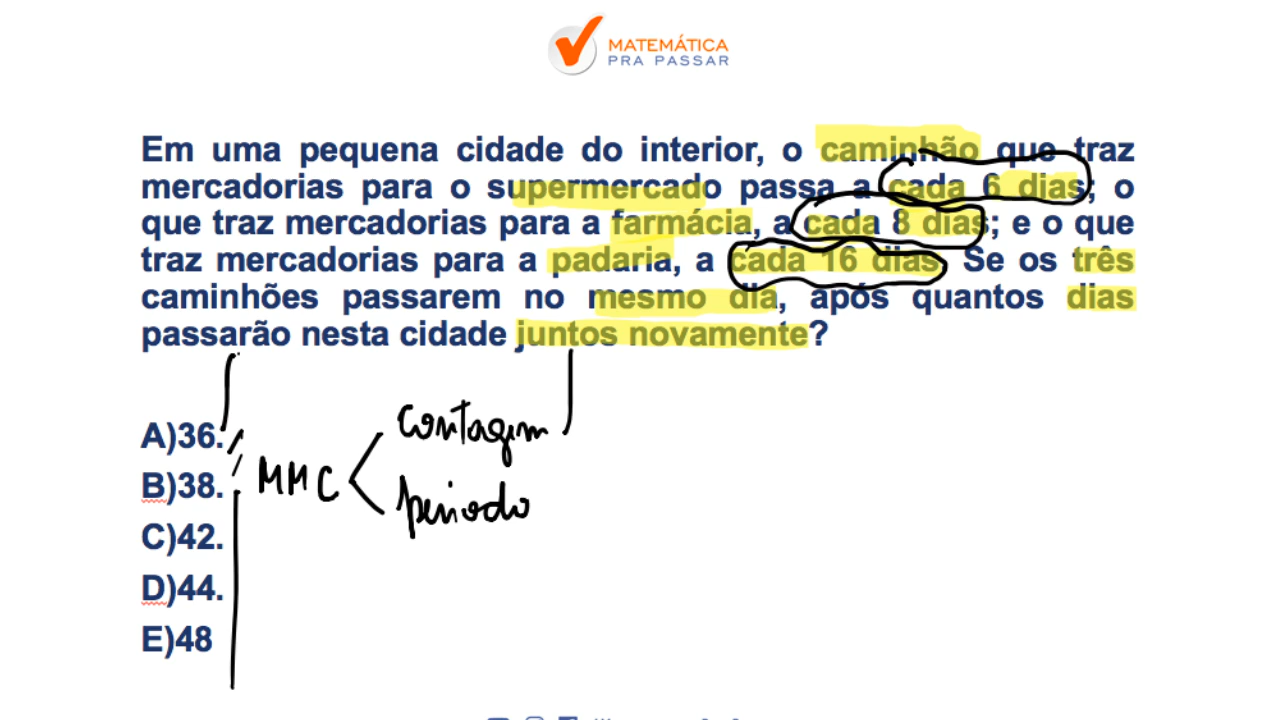 MATEMÁTICA
PRA PASSAR
Em uma pequena cidade do interior, o caminhão que traz
mercadorias para o supermercado passa a cada 6 dias; o
que traz mercadorias para a farmácia, a cada 8 dias; e o que
traz mercadorias para a padaria, a cada 16 dias. Se os três
caminhões passarem no mesmo dia, após quantos dias
passarão nesta cidade juntos novamente?
A)36.
B)38.
C)42.
D)44.
E)48
MMC
contagem
periodo